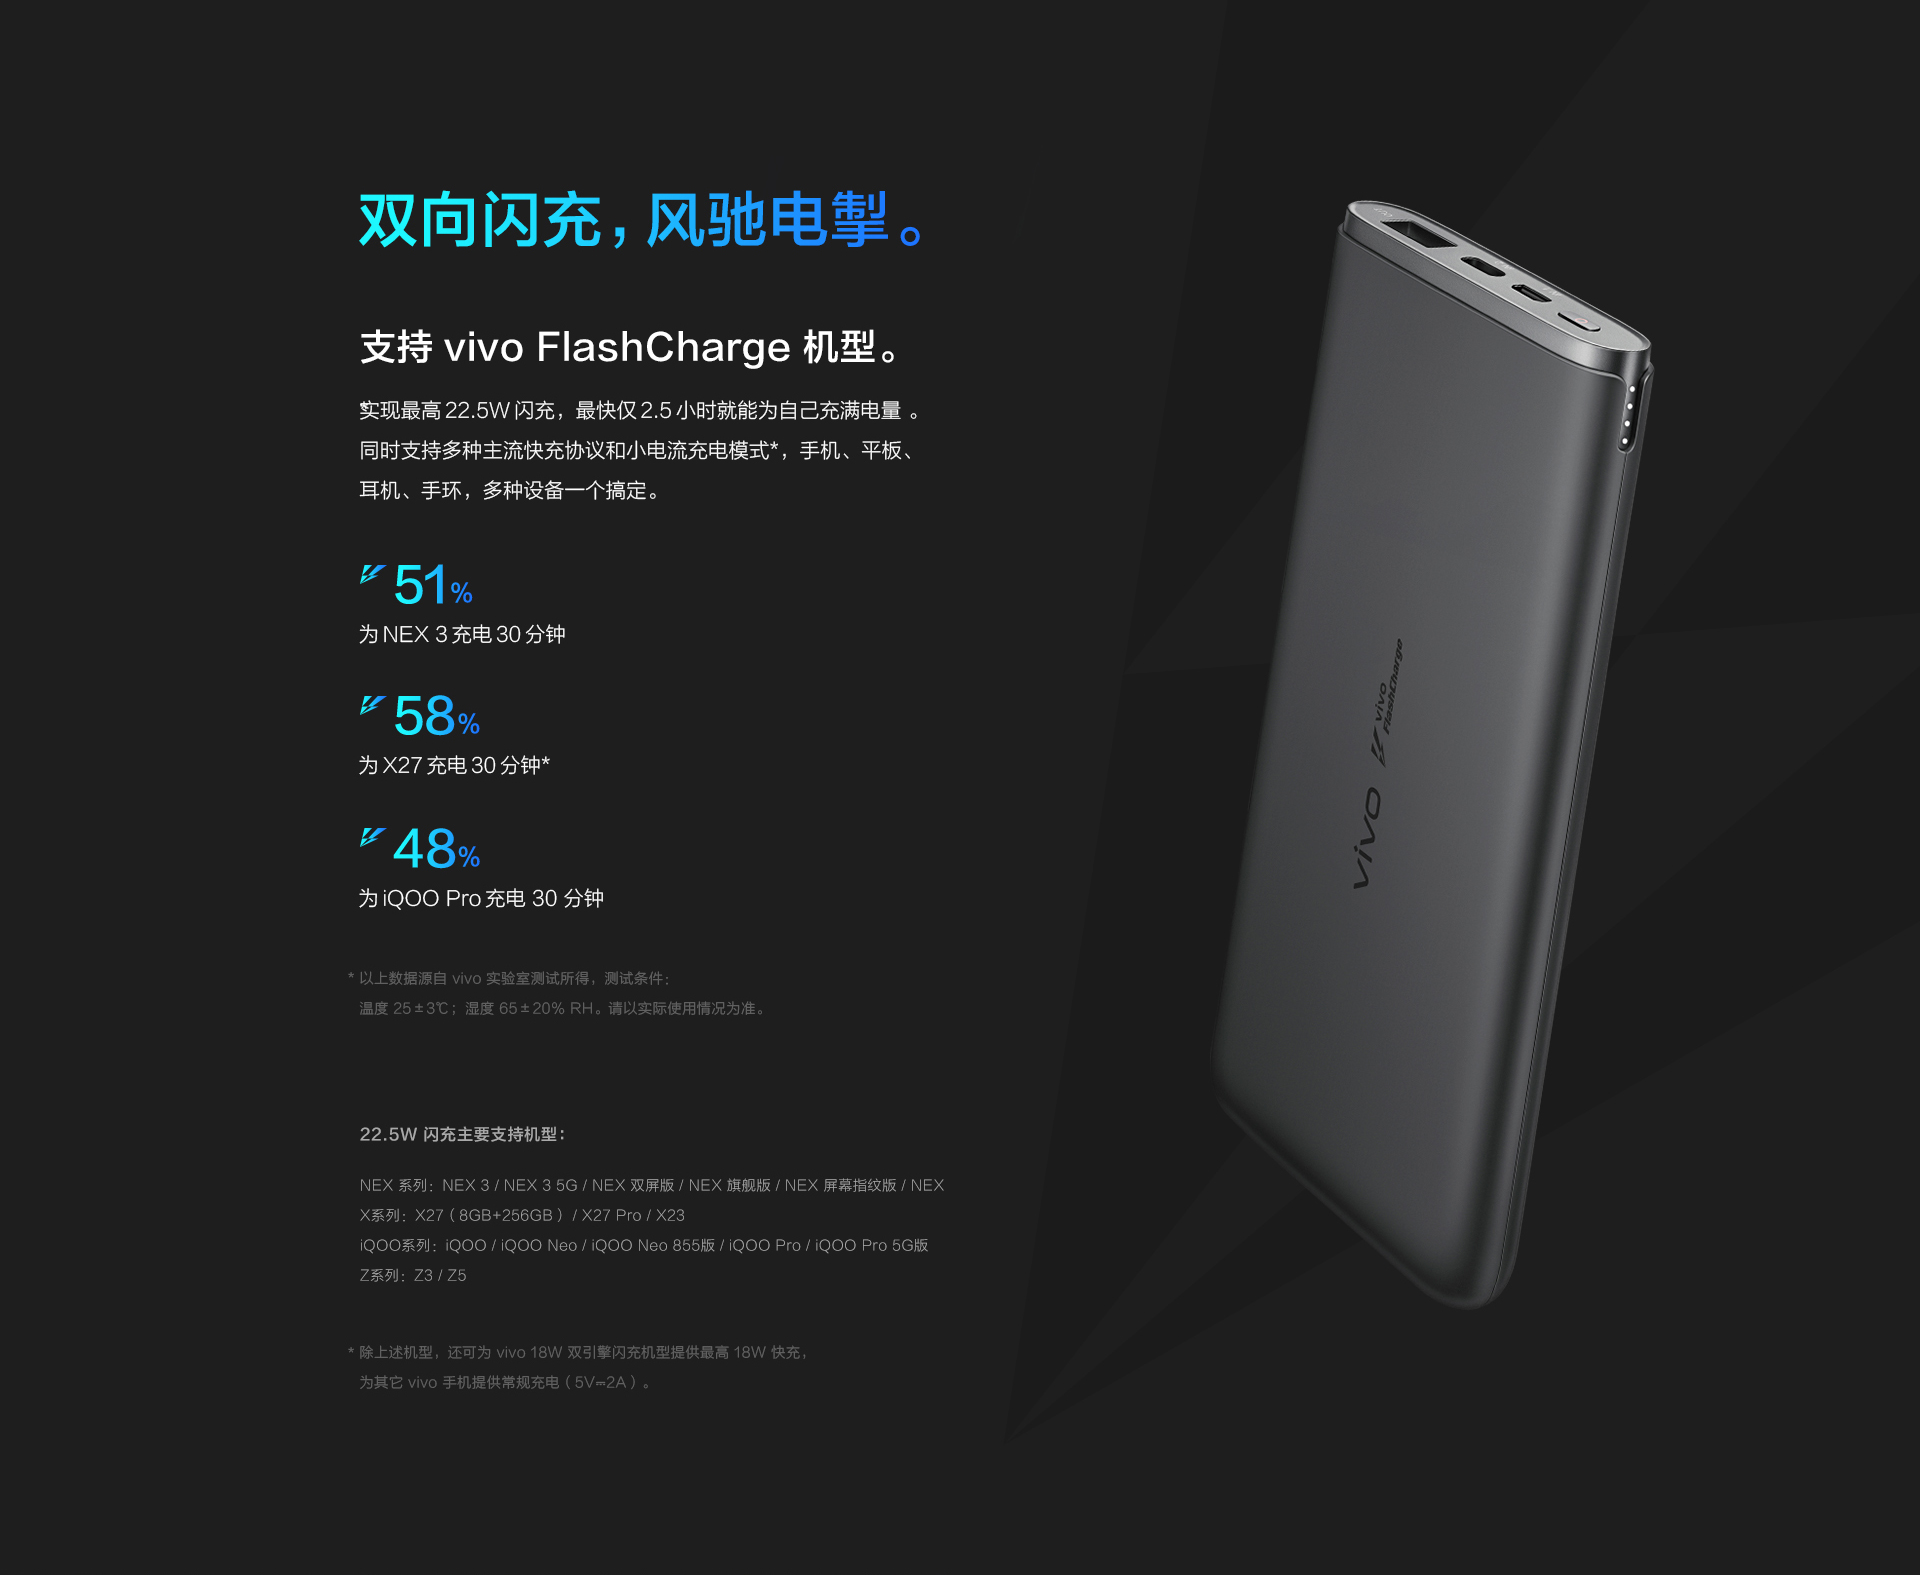 双向闪充，风驰电掣。
支持 vivo FlashCharge 机型。
实现最高 22.5W 闪充，最快仅 2.5 小时就能为自己充满电量 。
同时支持多种主流快充协议和小电流充电模式*，手机、平板、
耳机、手环，多种设备一个搞定。
51%
为 NEX 3 充电 30 分钟
58%
为 X27 充电 30 分钟*
48%
为 iQOO Pro 充电 30 分钟
* 以上数据源自 vivo 实验室测试所得，测试条件：
温度 25±3℃；湿度 65±20% RH。请以实际使用情况为准。
22.5W 闪充主要支持机型：
NEX 系列：NEX 3 / NEX 3 5G / NEX 双屏版 / NEX 旗舰版 / NEX 屏幕指纹版 / NEX
X系列：X27（8GB+256GB）/ X27 Pro / X23
iQOO系列：iQOO / iQOO Neo / iQOO Neo 855版 / iQOO Pro / iQOO Pro 5G版
Z系列：Z3 / Z5
* 除上述机型，还可为 vivo 18W 双引擎闪充机型提供最高 18W 快充，
为其它 vivo 手机提供常规充电（5V⎓2A）。
vivo
vivo
FlashCharge